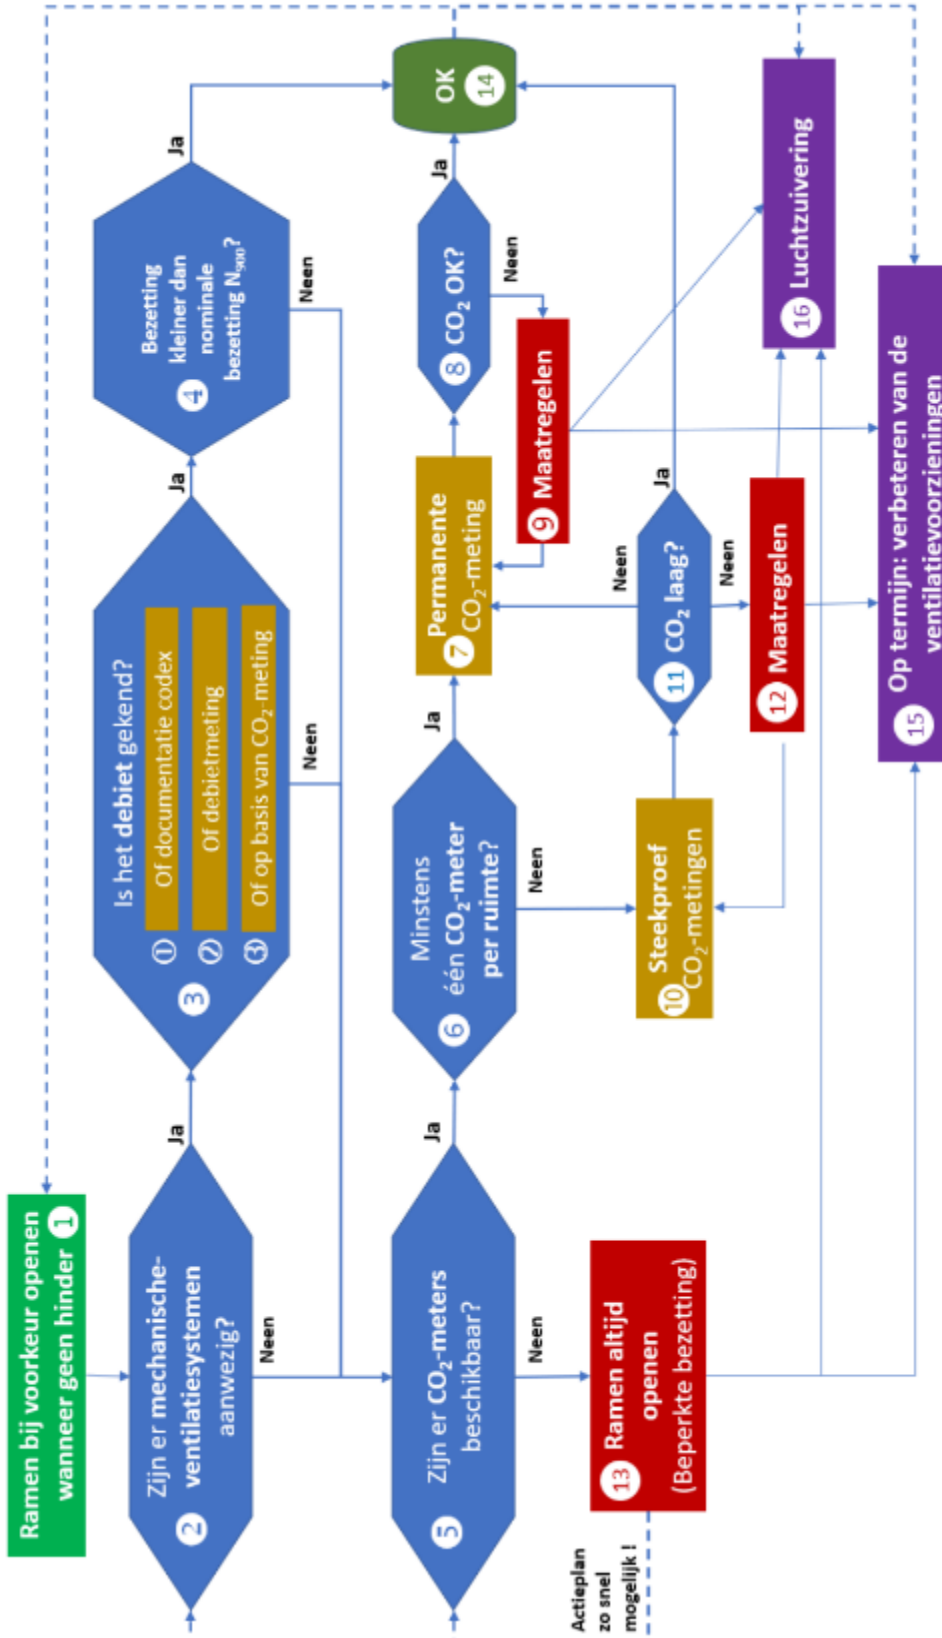 Ramen bij voorkeur openen
wanneer geen hinder 1
2
Zijn er mechanische-
ventilatiesystemen
aanwezig?
Ja
Neen
3
Is het debiet gekend?
① Of documentatie codex
② Of debietmeting
③ Of op basis van CO₂-meting
Ja
Neen
4
Bezetting
kleiner dan
nominale
bezetting N₉₀₀?
Ja
Neen
5
Zijn er CO₂-meters
beschikbaar?
Ja
Neen
6
Minstens
één CO₂-meter
per ruimte?
Ja
Neen
7
Permanente
CO₂-meting
8 CO₂ OK?
Ja
Neen
9 Maatregelen
OK
14
10
Steekproef
CO₂-metingen
11 CO₂ laag?
Neen
Ja
Neen
12 Maatregelen
Actieplan
zo snel
mogelijk !
13 Ramen altijd
openen
(Beperkte bezetting)
16 Luchtzuivering
15
Op termijn: verbeteren van de
ventilatievoorzieningen